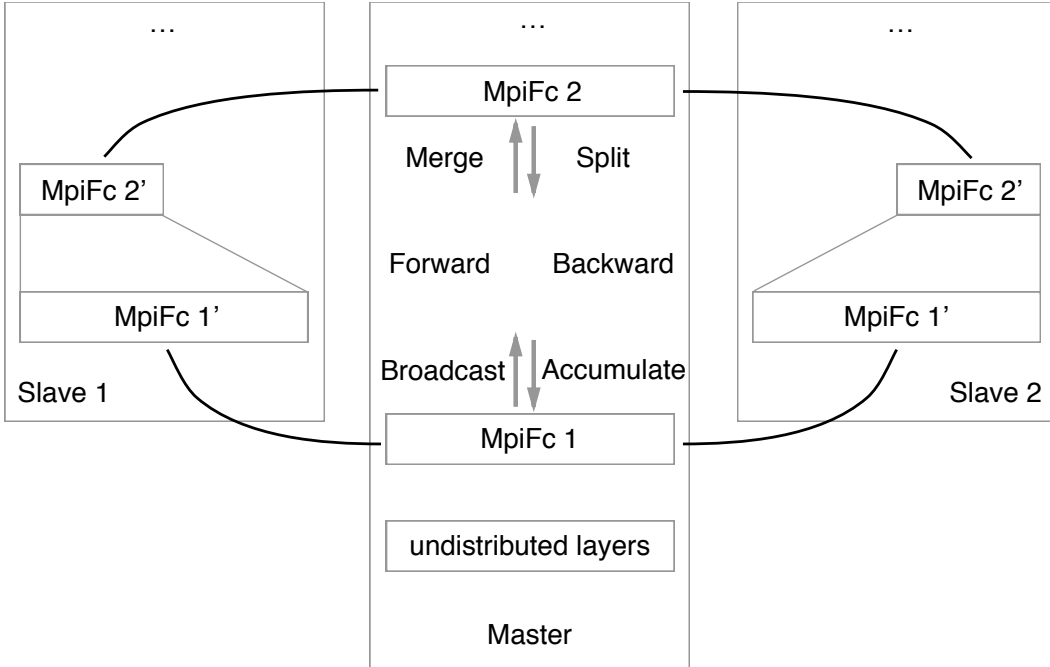 ...
...
...
MpiFc 2
Merge
Split
MpiFc 2’
MpiFc 2’
Forward
Backward
MpiFc 1’
MpiFc 1’
Broadcast
Accumulate
Slave 1
Slave 2
MpiFc 1
undistributed layers
Master